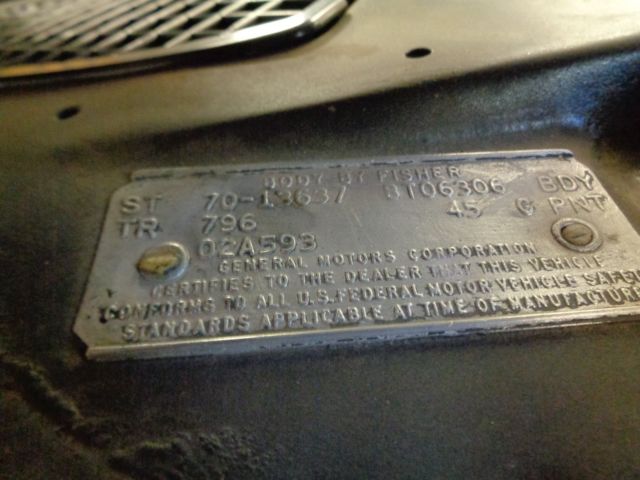 BODY BY FISHER
ST 70-13637 BT06306 BDY
TR 796 45 G PNT
02A593
GENERAL MOTORS CORPORATION
CERTIFIES TO THE DEALER THAT THIS VEHICLE
CONFORMS TO ALL U.S. FEDERAL MOTOR VEHICLE SAFETY
STANDARDS APPLICABLE AT TIME OF MANUFACTURE